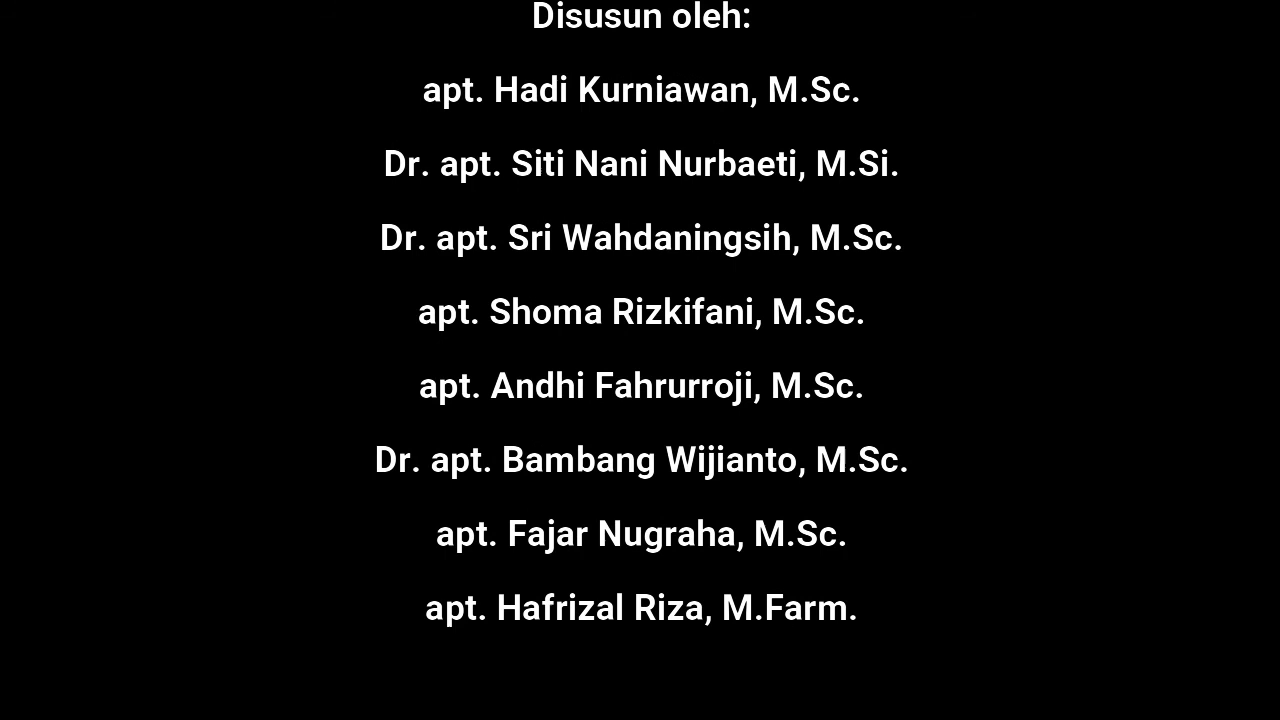 Disusun oleh:
apt. Hadi Kurniawan, M.Sc.
Dr. apt. Siti Nani Nurbaeti, M.Si.
Dr. apt. Sri Wahdaningsih, M.Sc.
apt. Shoma Rizkifani, M.Sc.
apt. Andhi Fahrurroji, M.Sc.
Dr. apt. Bambang Wijianto, M.Sc.
apt. Fajar Nugraha, M.Sc.
apt. Hafrizal Riza, M.Farm.